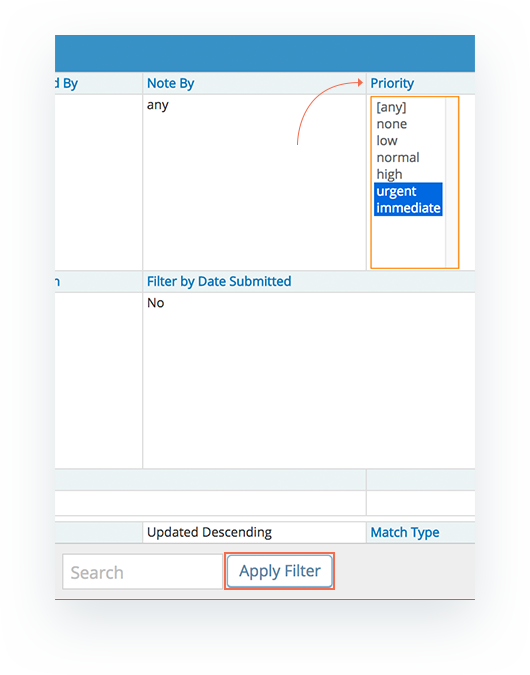 d By
Note By
Priority
any
[any]
none
low
normal
high
urgent
immediate
Filter by Date Submitted
No
Updated Descending
Match Type
Search
Apply Filter